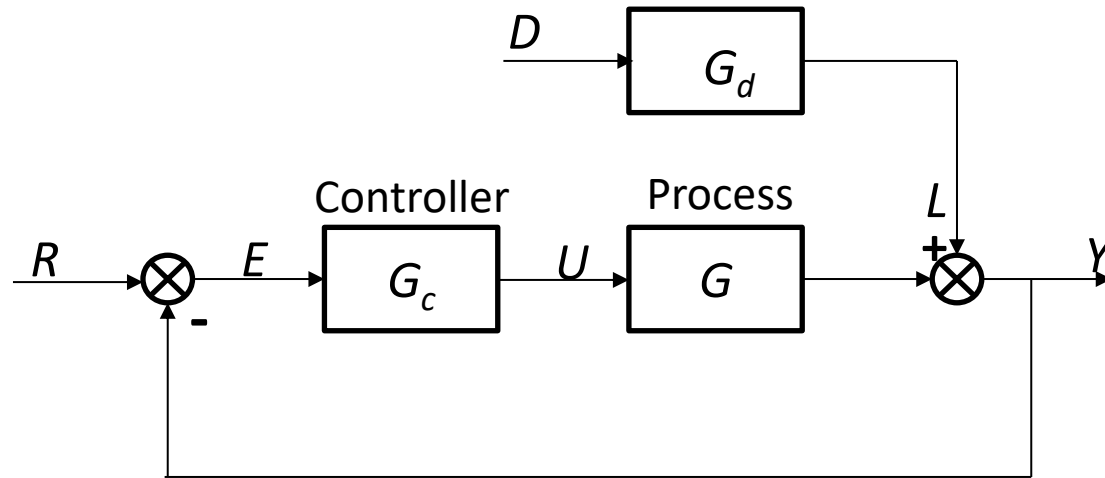 D
G_d
Controller
Process
L
+
R
E
G_c
U
G
Y
-